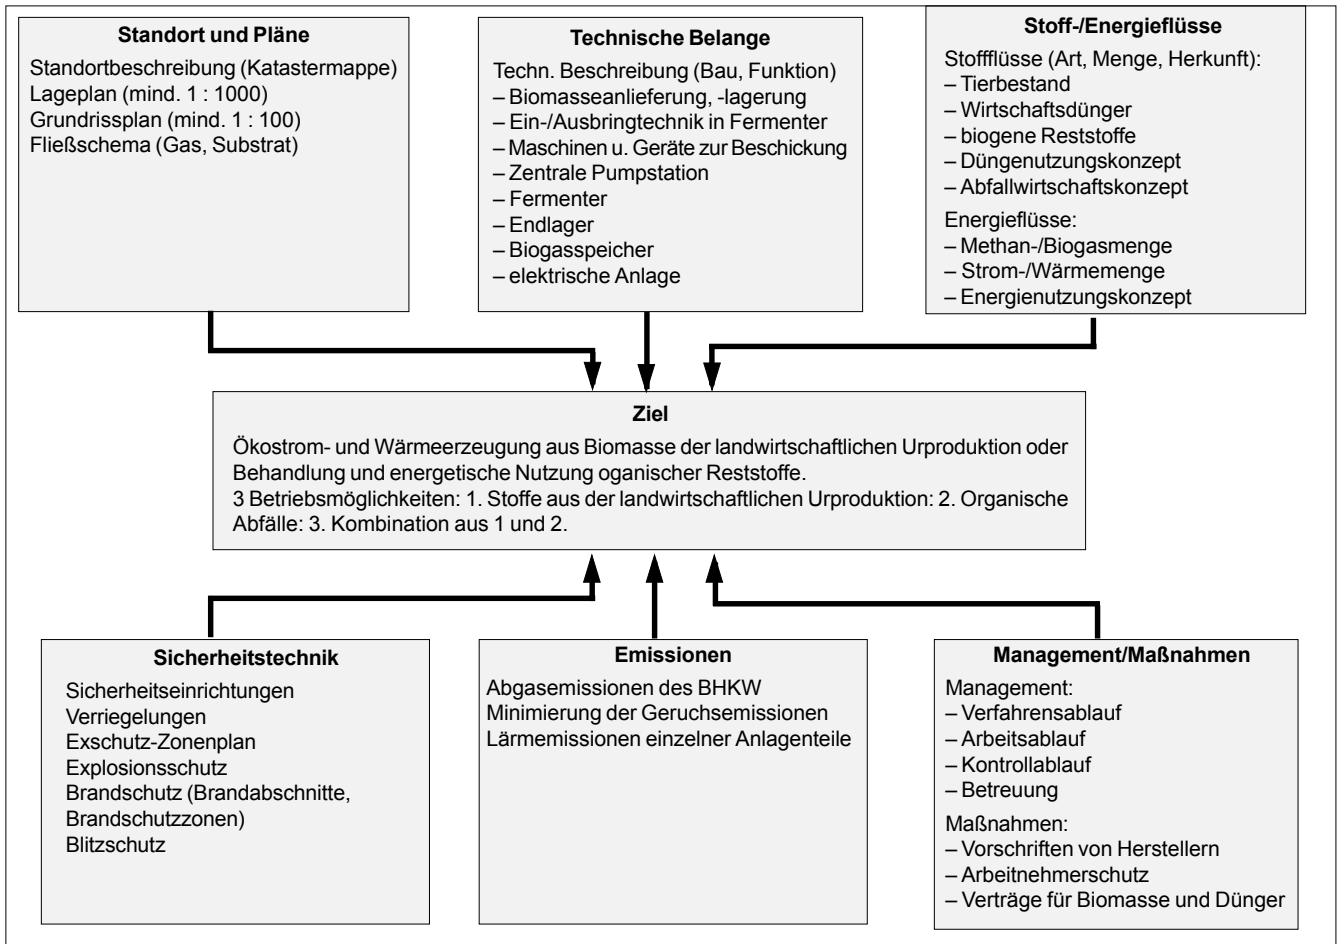 Standort und Pläne
Standortbeschreibung (Katastermappe)
Lageplan (mind. 1 : 1000)
Grundrissplan (mind. 1 : 100)
Fließschema (Gas, Substrat)
Technische Belange
Techn. Beschreibung (Bau, Funktion)
– Biomasseanlieferung, -lagerung
– Ein-/Ausbringtechnik in Fermenter
– Maschinen u. Geräte zur Beschickung
– Zentrale Pumpstation
– Fermenter
– Endlager
– Biogasspeicher
– elektrische Anlage
Stoff-/Energieflüsse
Stoffflüsse (Art, Menge, Herkunft):
– Tierbestand
– Wirtschaftsdünger
– biogene Reststoffe
– Düngenutzungskonzept
– Abfallwirtschaftskonzept
Energieflüsse:
– Methan-/Biogasmenge
– Strom-/Wärmemenge
– Energienutzungskonzept
Ziel
Ökostrom- und Wärmeerzeugung aus Biomasse der landwirtschaftlichen Urproduktion oder
Behandlung und energetische Nutzung oganischer Reststoffe.
3 Betriebsmöglichkeiten: 1. Stoffe aus der landwirtschaftlichen Urproduktion: 2. Organische
Abfälle: 3. Kombination aus 1 und 2.
Sicherheitstechnik
Sicherheitseinrichtungen
Verriegelungen
Exschutz-Zonenplan
Explosionsschutz
Brandschutz (Brandabschnitte,
Brandschutzzonen)
Blitzschutz
Emissionen
Abgasemissionen des BHKW
Minimierung der Geruchsemissionen
Lärmemissionen einzelner Anlagenteile
Management/Maßnahmen
Management:
– Verfahrensablauf
– Arbeitsablauf
– Kontrollablauf
– Betreuung
Maßnahmen:
– Vorschriften von Herstellern
– Arbeitnehmerschutz
– Verträge für Biomasse und Dünger